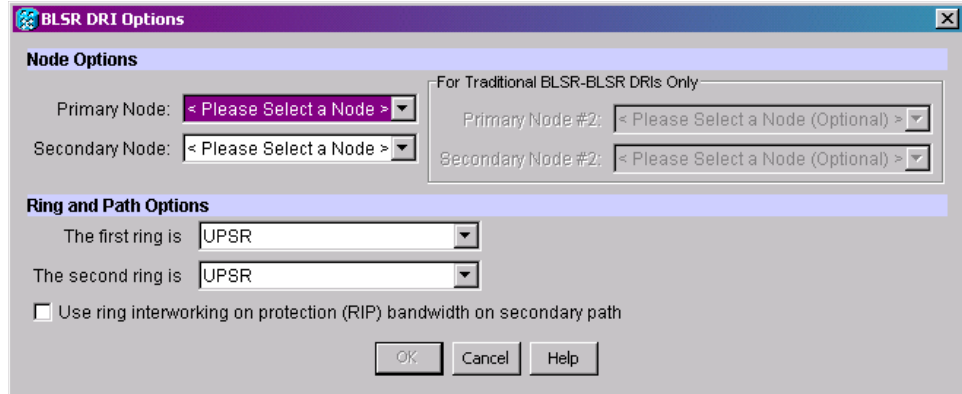 BLSR DRI Options
Node Options
For Traditional BLSR-BLSR DRIs Only
Primary Node: < Please Select a Node >
Primary Node #2: < Please Select a Node (Optional) >
Secondary Node: < Please Select a Node >
Secondary Node #2: < Please Select a Node (Optional) >
Ring and Path Options
The first ring is UPSR
The second ring is UPSR
Use ring interworking on protection (RIP) bandwidth on secondary path
OK Cancel Help